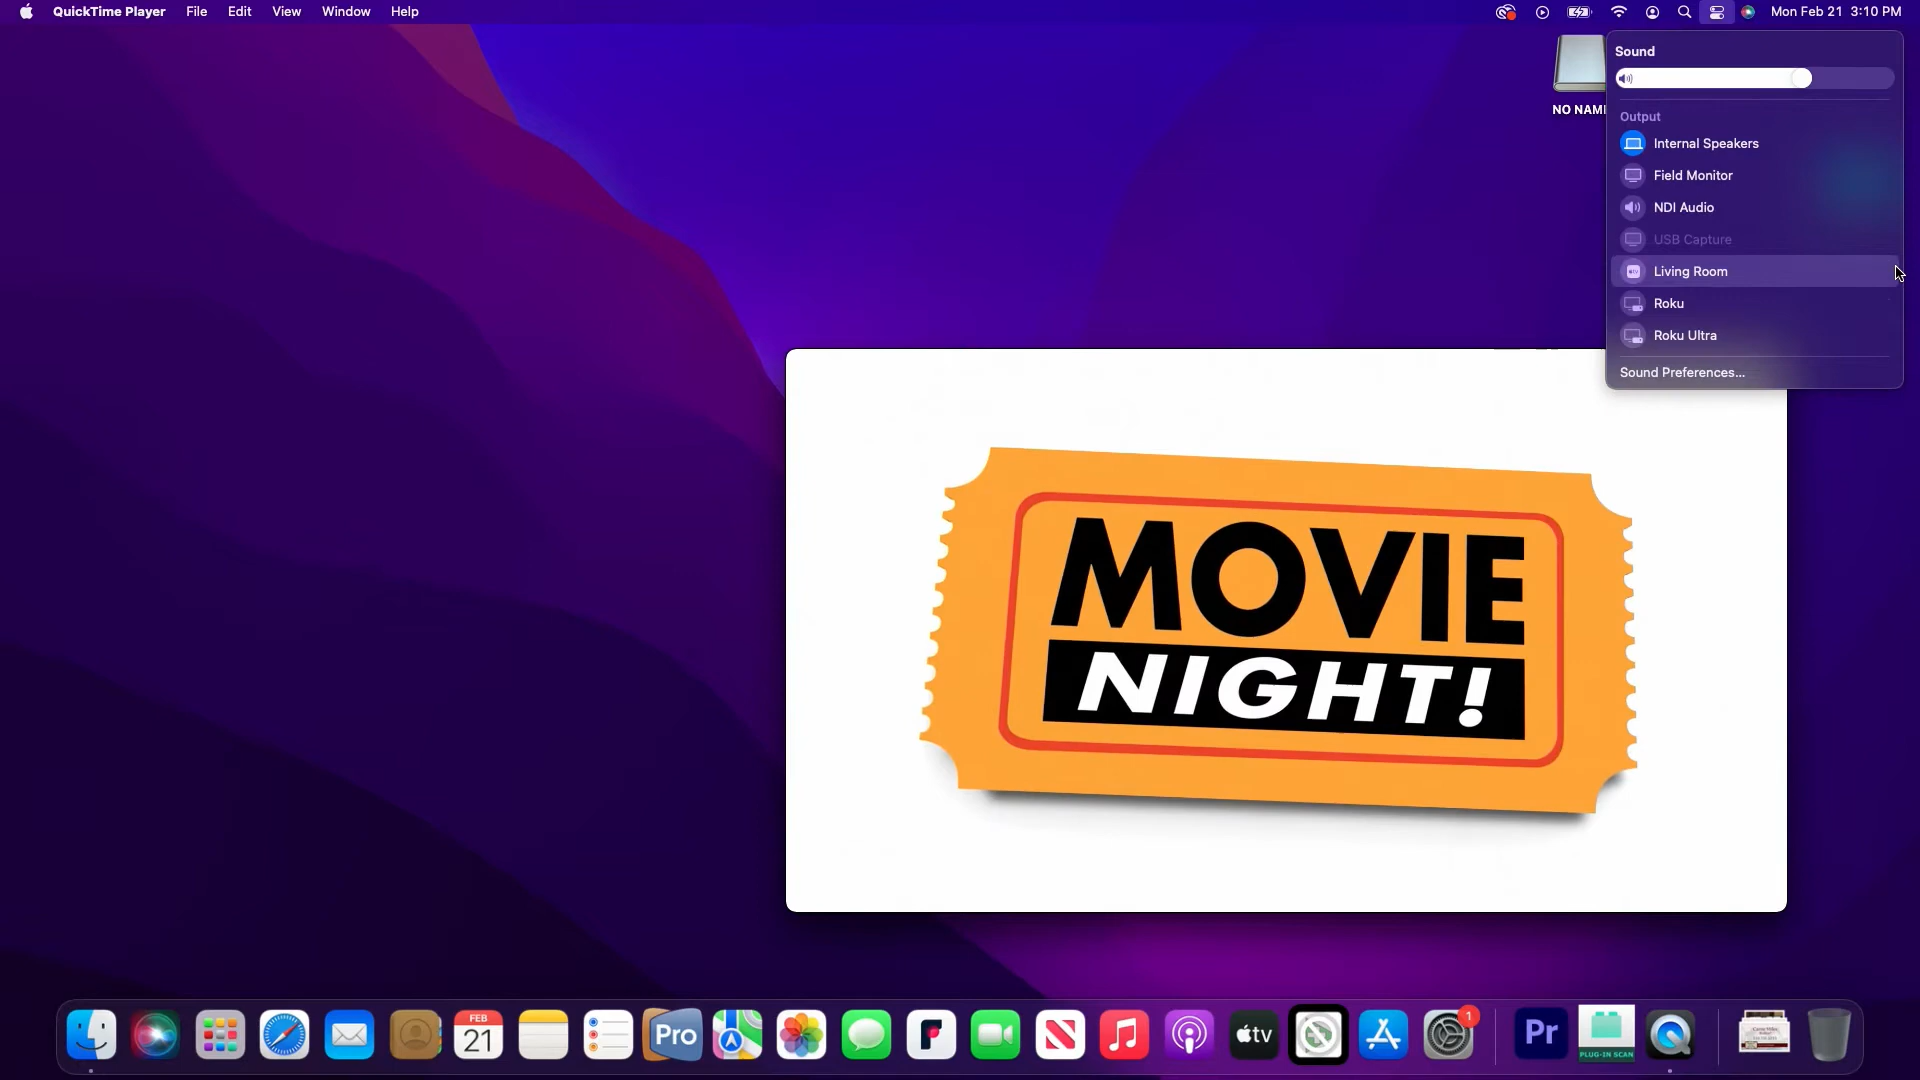 QuickTime Player File Edit View Window Help Mon Feb 21 3:10 PM
Sound
NO NAM
Output
Internal Speakers
Field Monitor
NDI Audio
USB Capture
Living Room
Roku
Roku Ultra
Sound Preferences...
MOVIE
NIGHT!
FEB
21
Pro
N
tv
1
Pr
PLUG-IN SCAN